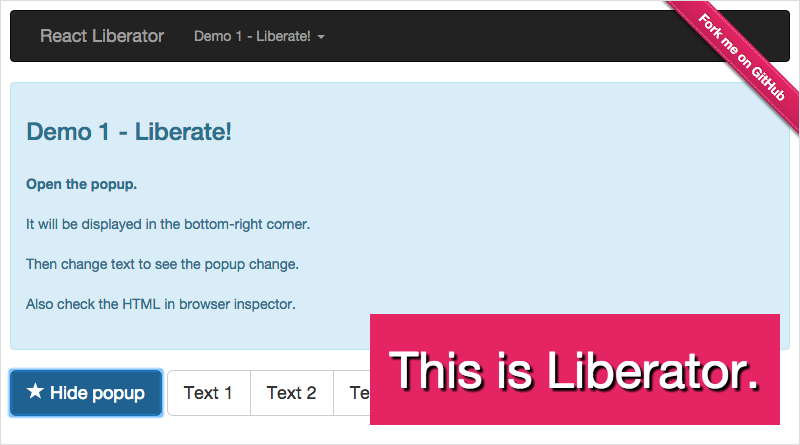 React Liberator
Demo 1 - Liberate!
Fork me on GitHub
Demo 1 - Liberate!
Open the popup.
It will be displayed in the bottom-right corner.
Then change text to see the popup change.
Also check the HTML in browser inspector.
This is Liberator.
Hide popup
Text 1
Text 2